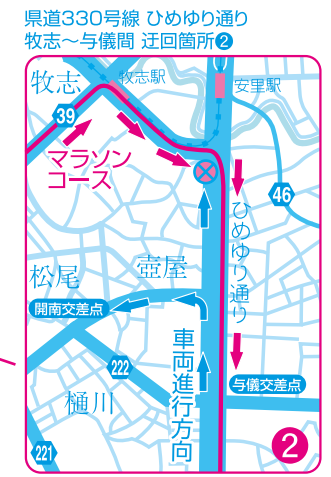 県道330号線 ひめゆり通り
牧志～与儀間 迂回箇所❷
牧志
牧志駅
安里駅
39
マラソン
コース
46
ひめゆり通り
松尾
壺屋
開南交差点
222
車両進行方向
与儀交差点
樋川
221
❷